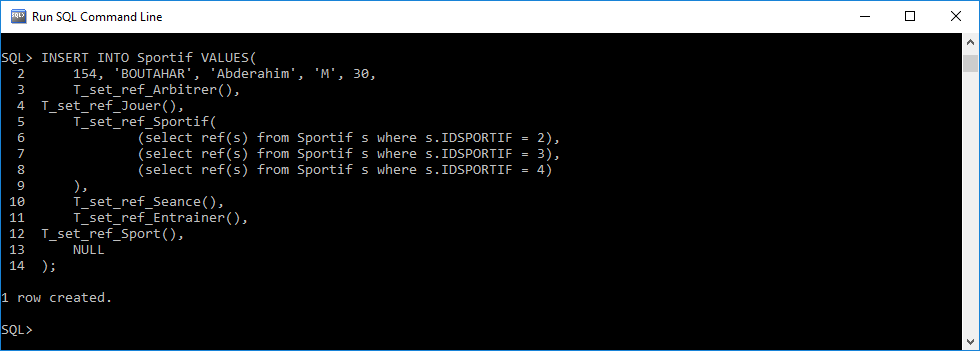 Run SQL Command Line
SQL> INSERT INTO Sportif VALUES(
  2      154, 'BOUTAHAR', 'Abderahim', 'M', 30,
  3      T_set_ref_Arbitrer(),
  4  T_set_ref_Jouer(),
  5      T_set_ref_Sportif(
  6              (select ref(s) from Sportif s where s.IDSPORTIF = 2),
  7              (select ref(s) from Sportif s where s.IDSPORTIF = 3),
  8              (select ref(s) from Sportif s where s.IDSPORTIF = 4)
  9      ),
 10      T_set_ref_Seance(),
 11      T_set_ref_Entrainer(),
 12  T_set_ref_Sport(),
 13      NULL
 14  );
1 row created.
SQL>